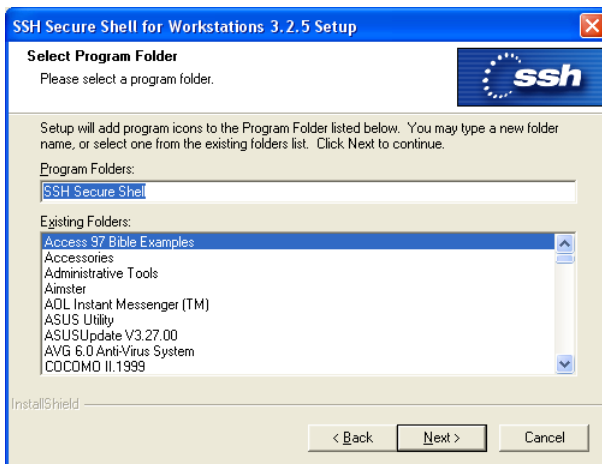 SSH Secure Shell for Workstations 3.2.5 Setup
Select Program Folder
Please select a program folder.
ssh
Setup will add program icons to the Program Folder listed below. You may type a new folder
name, or select one from the existing folders list. Click Next to continue.
Program Folders:
SSH Secure Shell
Existing Folders:
Access 97 Bible Examples
Accessories
Administrative Tools
Aimster
AOL Instant Messenger (TM)
ASUS Utility
ASUSUpdate V3.27.00
AVG 6.0 Anti-Virus System
COCOMO II.1999
InstallShield
< Back
Next >
Cancel